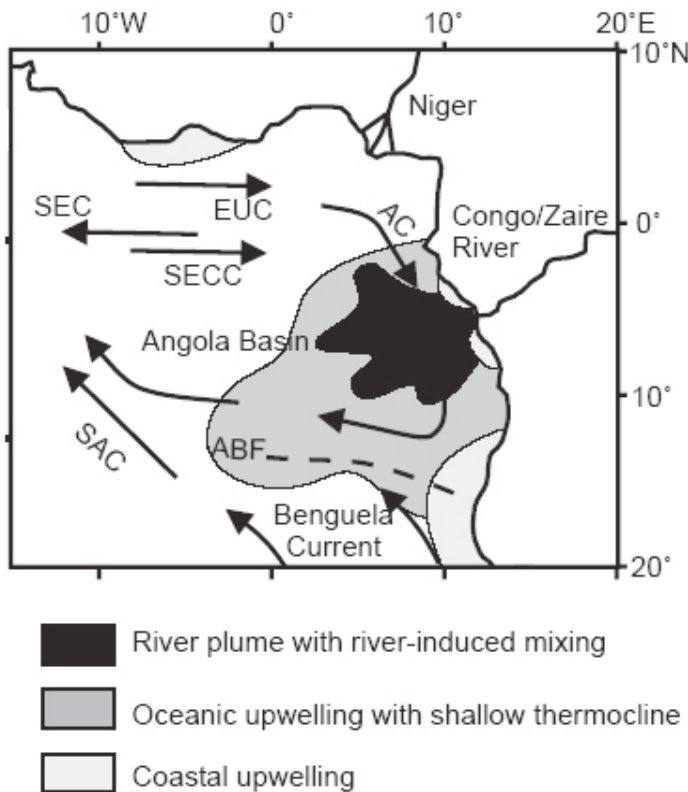 10˚W 0˚ 10˚ 20˚E
10˚N
Niger
SEC
EUC
AC
Congo/Zaire
River
0˚
SECC
Angola Basin
10˚
SAC
ABF
Benguela
Current
20˚
River plume with river-induced mixing
Oceanic upwelling with shallow thermocline
Coastal upwelling